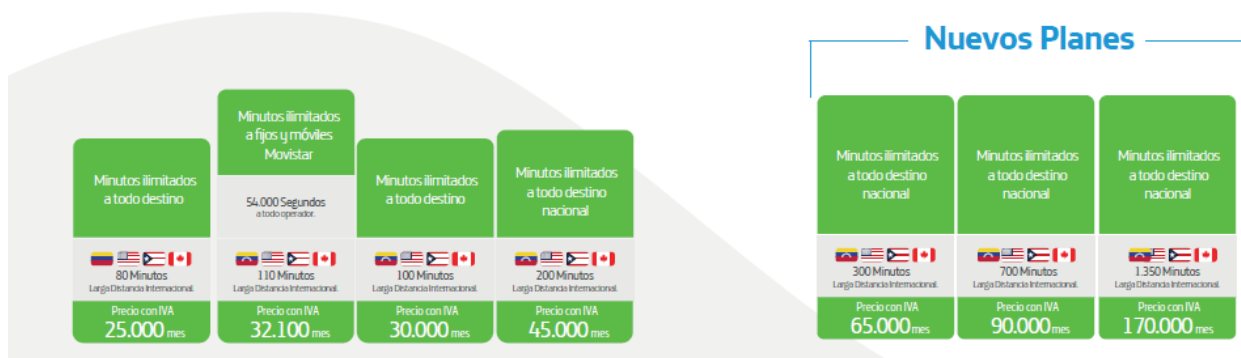 Nuevos Planes
Minutos ilimitados
a todo destino
80 Minutos
Larga Distancia Internacional.
Precio con IVA
25.000 mes
Minutos ilimitados
a fijos y móviles
Movistar
54.000 Segundos
a todo operador.
110 Minutos
Larga Distancia Internacional.
Precio con IVA
32.100 mes
Minutos ilimitados
a todo destino
100 Minutos
Larga Distancia Internacional.
Precio con IVA
30.000 mes
Minutos ilimitados
a todo destino
nacional
200 Minutos
Larga Distancia Internacional.
Precio con IVA
45.000 mes
Minutos ilimitados
a todo destino
nacional
300 Minutos
Larga Distancia Internacional.
Precio con IVA
65.000 mes
Minutos ilimitados
a todo destino
nacional
700 Minutos
Larga Distancia Internacional.
Precio con IVA
90.000 mes
Minutos ilimitados
a todo destino
nacional
1.350 Minutos
Larga Distancia Internacional.
Precio con IVA
170.000 mes